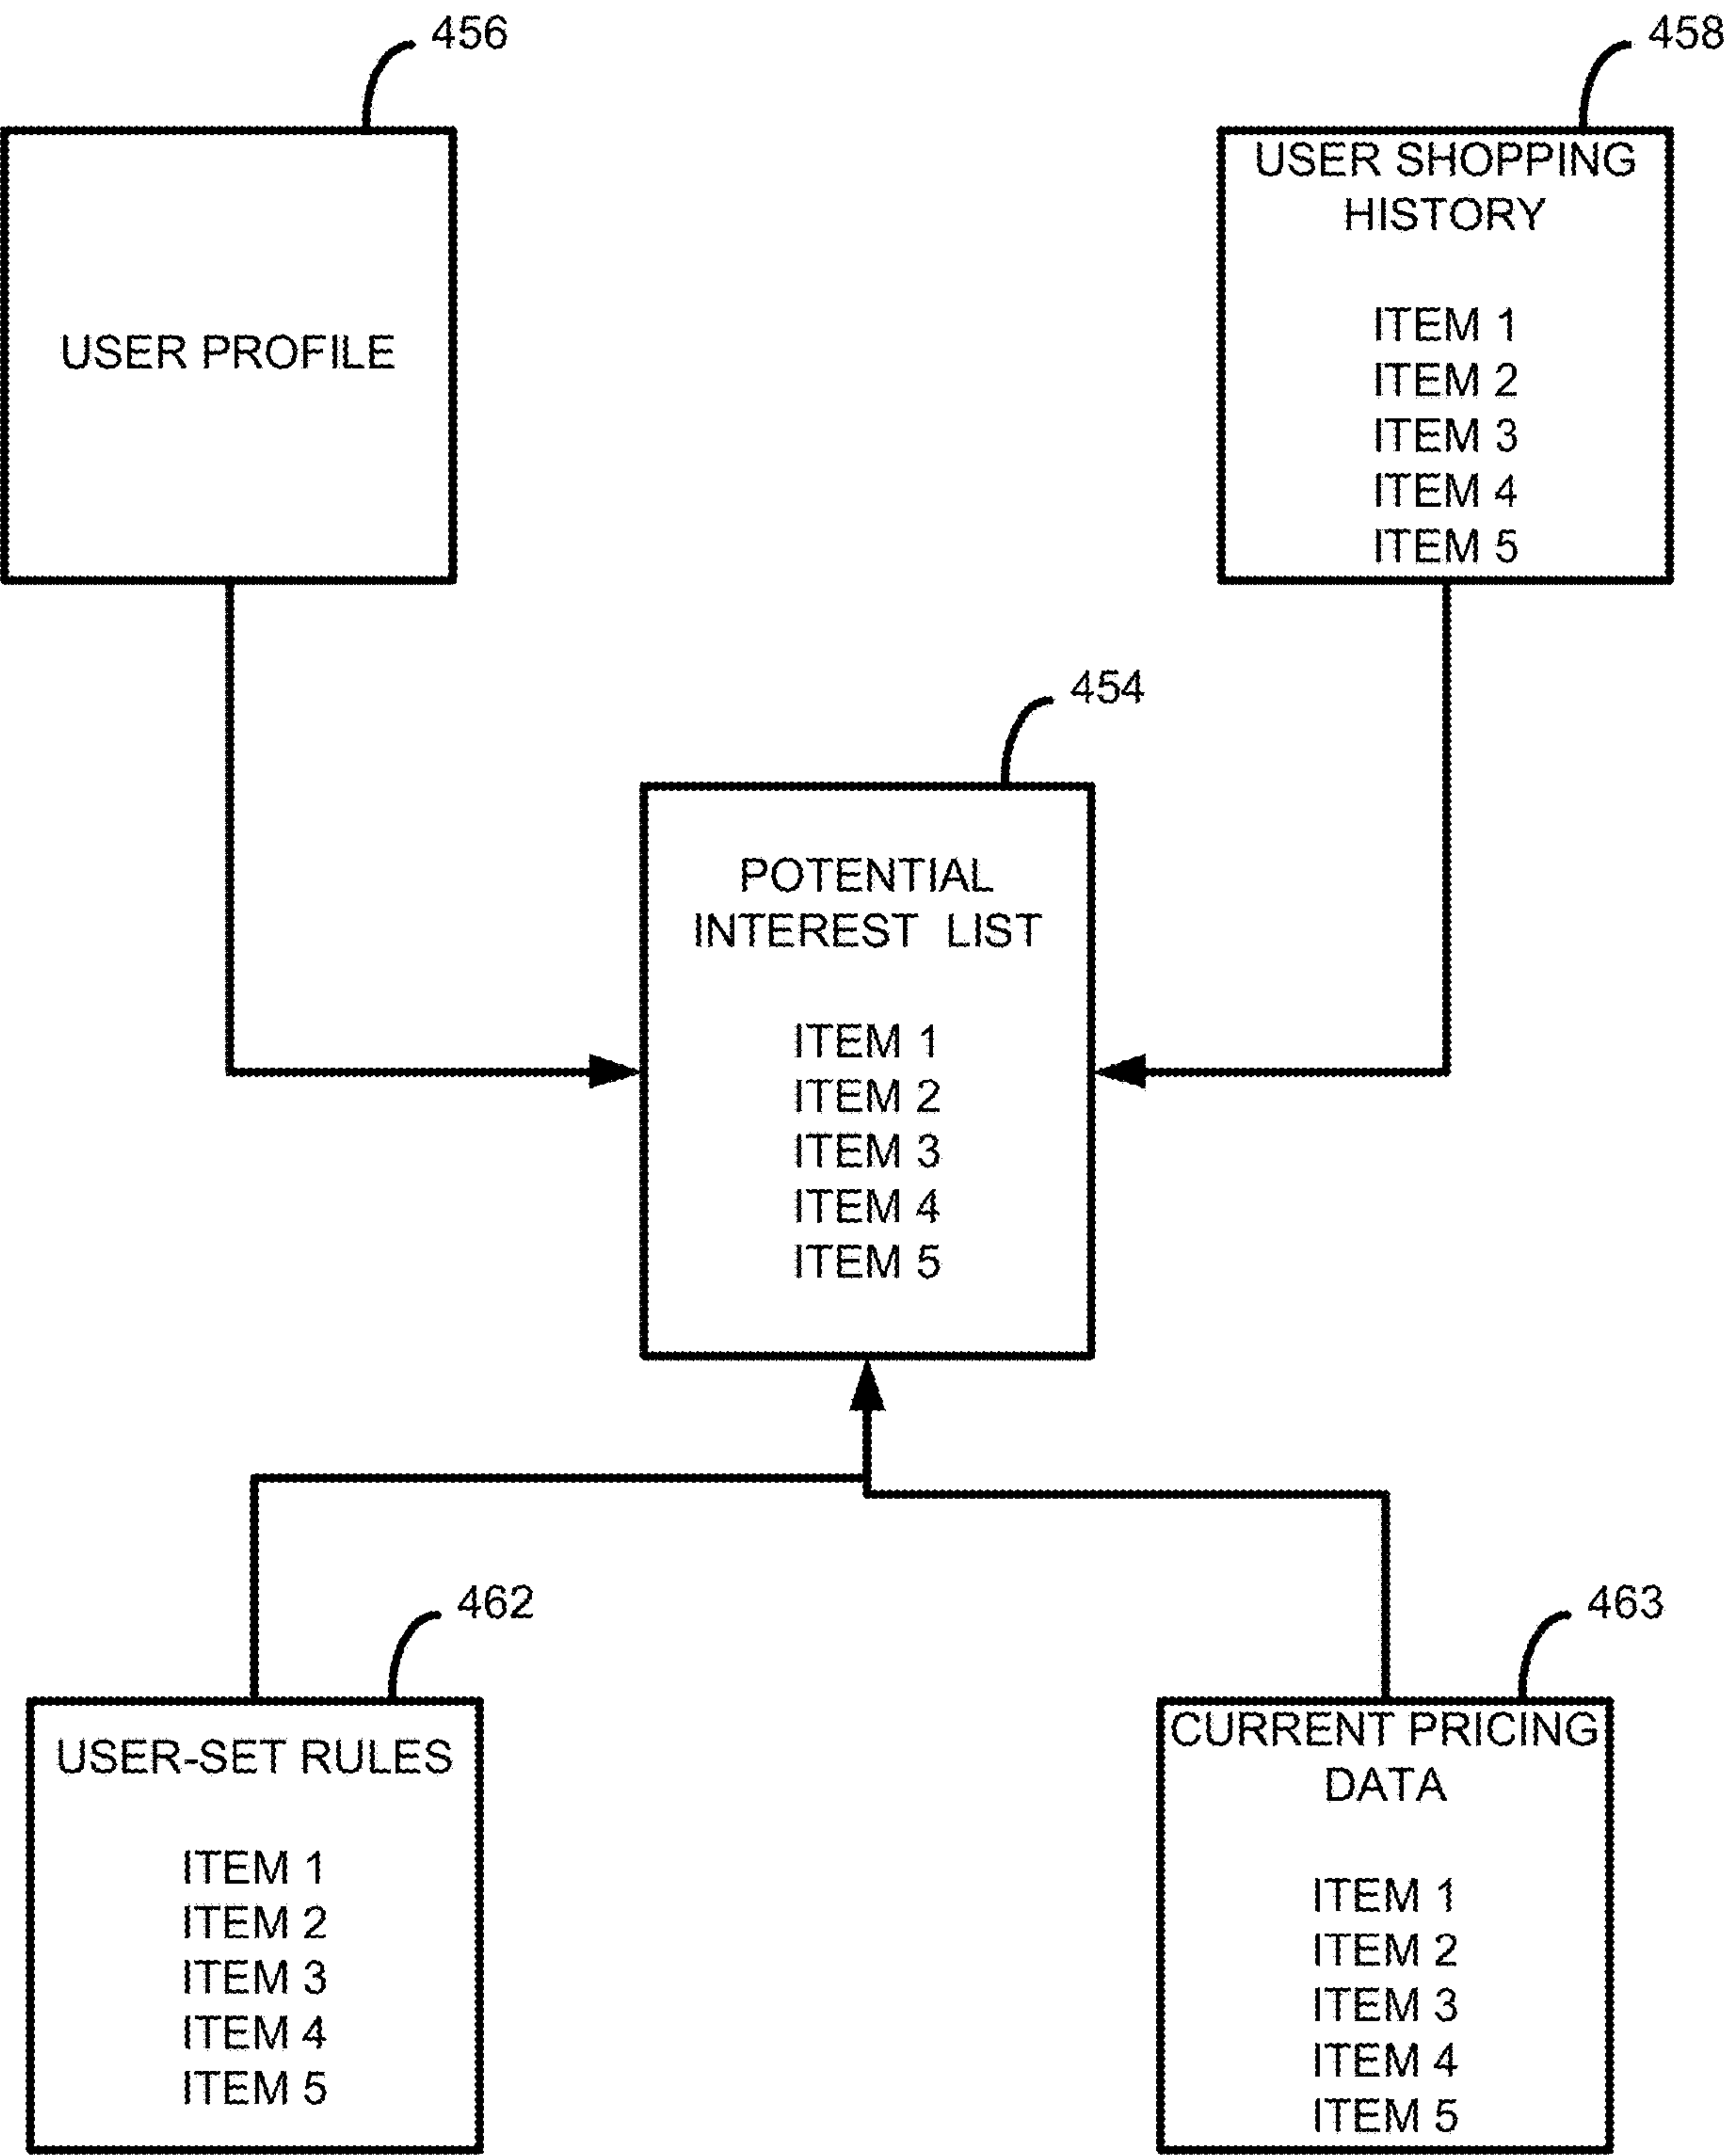 456
USER PROFILE
458
USER SHOPPING
HISTORY
ITEM 1
ITEM 2
ITEM 3
ITEM 4
ITEM 5
454
POTENTIAL
INTEREST LIST
ITEM 1
ITEM 2
ITEM 3
ITEM 4
ITEM 5
462
USER-SET RULES
ITEM 1
ITEM 2
ITEM 3
ITEM 4
ITEM 5
463
CURRENT PRICING
DATA
ITEM 1
ITEM 2
ITEM 3
ITEM 4
ITEM 5